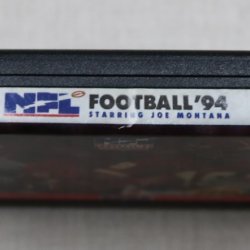 NFL FOOTBALL'94
STARRING JOE MONTANA